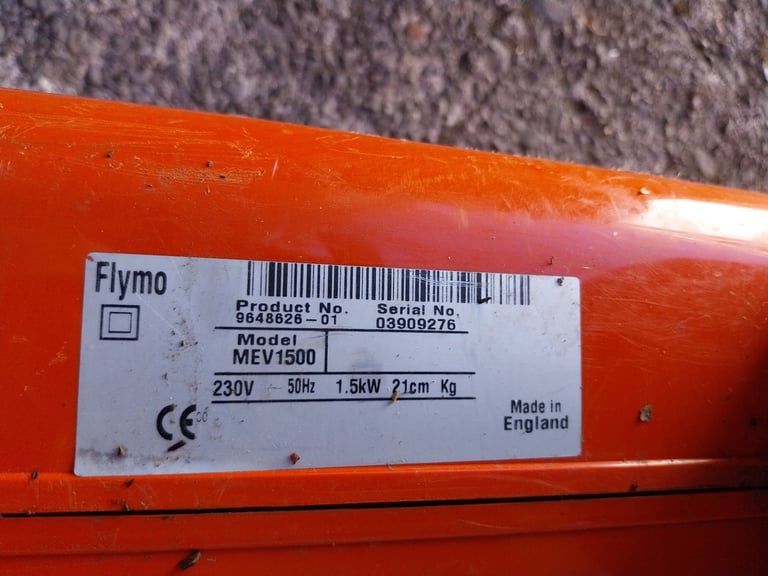 Flymo
Product No. Serial No.
9648626-01 03909276
Model
MEV1500
230V 50Hz 1.5kW 21cm Kg
CE 06
Made in
England